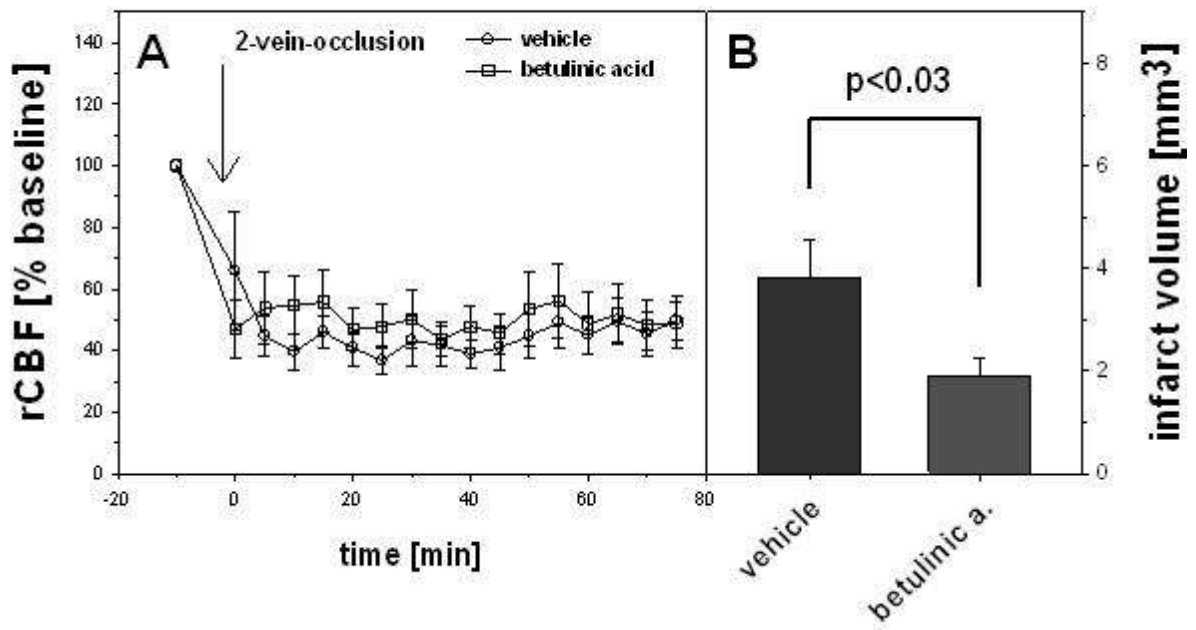 A
2-vein-occlusion
vehicle
betulinic acid
rCBF [% baseline]
140
120
100
80
60
40
20
0
-20
0
20
40
60
80
time [min]
B
p<0.03
8
6
4
2
0
infarct volume [mm³]
vehicle
betulinic a.